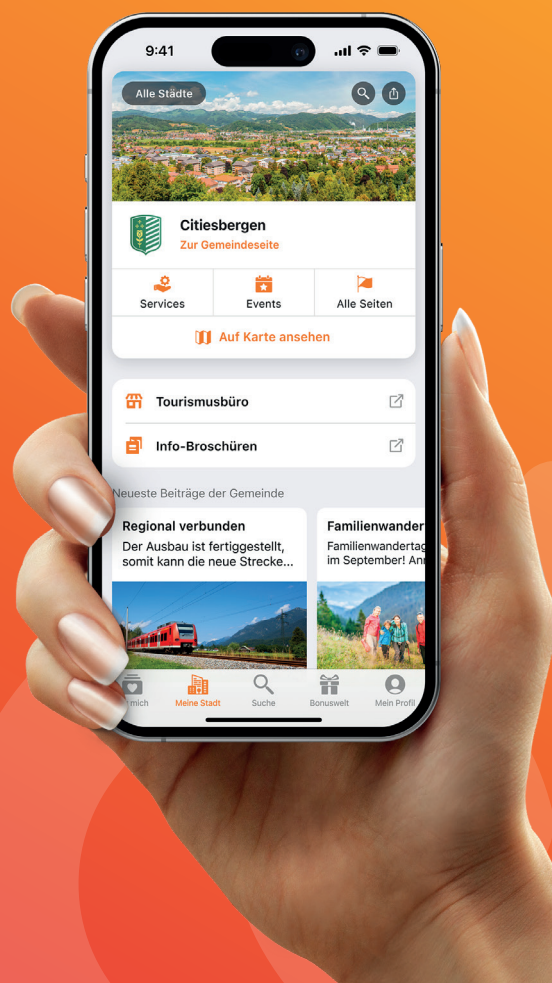 9:41
Alle Städte
Citiesbergen
Zur Gemeindeseite
Services
Events
Alle Seiten
Auf Karte ansehen
Tourismusbüro
Info-Broschüren
Neueste Beiträge der Gemeinde
Regional verbunden
Der Ausbau ist fertiggestellt,
somit kann die neue Strecke...
Familienwander
Familienwandertag
im September!
mich
Meine Stadt
Suche
Bonuswelt
Mein Profil